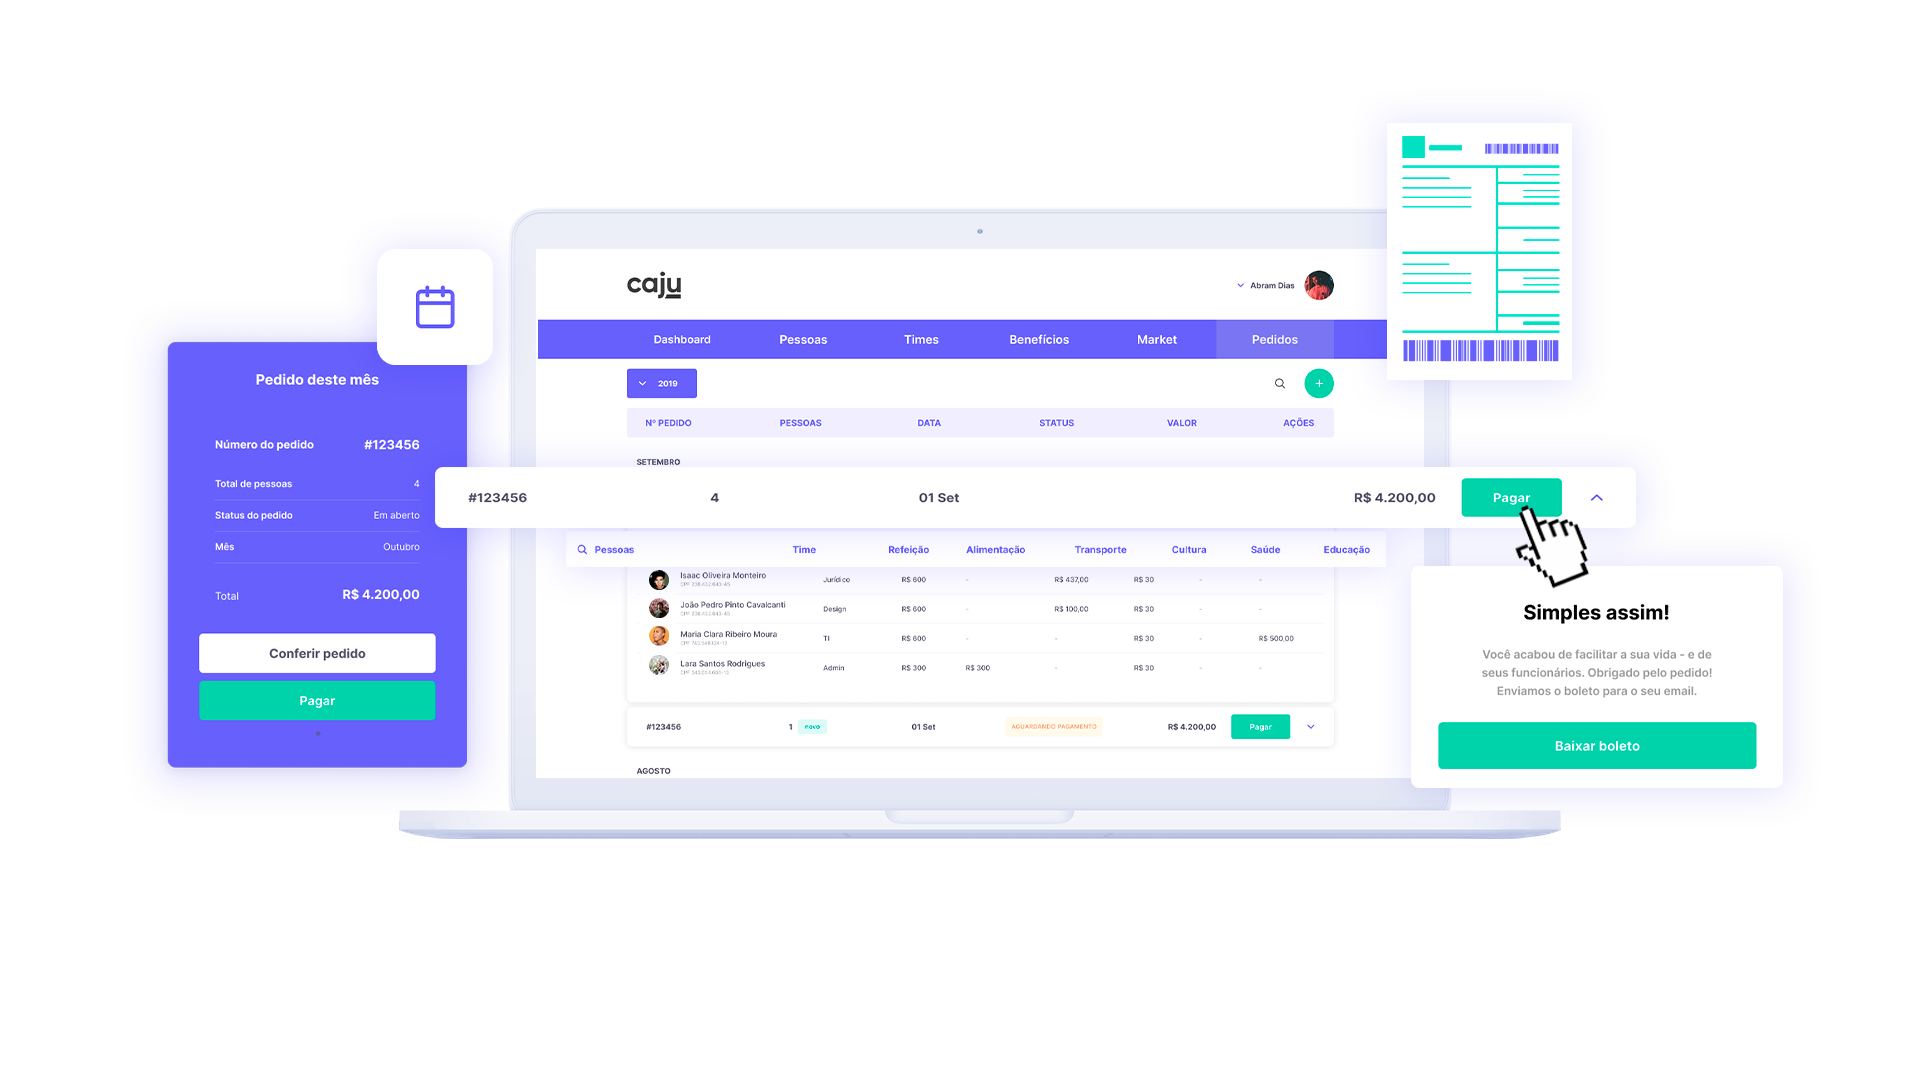 caju
Abram Dias
Dashboard Pessoas Times Benefícios Market Pedidos
2019
Nº PEDIDO PESSOAS DATA STATUS VALOR AÇÕES
SETEMBRO
#123456 4 01 Set R$ 4.200,00 Pagar
Pessoas Time Refeição Alimentação Transporte Cultura Saúde Educação
Isaac Oliveira Monteiro Jurídico R$ 600 - R$ 437,00 R$ 30 - -
João Pedro Pinto Cavalcanti Design R$ 600 R$ 100,00 R$ 30 - -
Maria Clara Ribeiro Moura TI R$ 600 - - R$ 30 - R$ 500,00
Lara Santos Rodrigues Admin R$ 300 R$ 300 - R$ 30 - -
#123456 1 novo 01 Set AGUARDANDO PAGAMENTO R$ 4.200,00 Pagar
AGOSTO
Pedido deste mês
Número do pedido #123456
Total de pessoas 4
Status do pedido Em aberto
Mês Outubro
Total R$ 4.200,00
Conferir pedido
Pagar
Simples assim!
Você acabou de facilitar a sua vida - e de
seus funcionários. Obrigado pelo pedido!
Enviamos o boleto para o seu email.
Baixar boleto